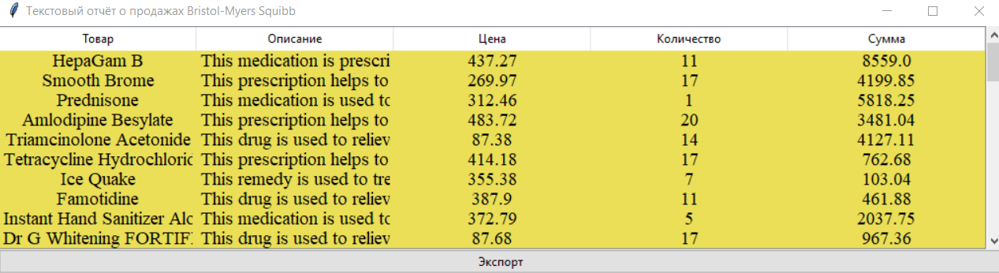 Текстовый отчёт о продажах Bristol-Myers Squibb
Товар Описание Цена Количество Сумма
HepaGam B This medication is prescri 437.27 11 8559.0
Smooth Brome This prescription helps to 269.97 17 4199.85
Prednisone This medication is used to 312.46 1 5818.25
Amlodipine Besylate This prescription helps to 483.72 20 3481.04
Triamcinolone Acetonide This drug is used to reliev 87.38 14 4127.11
Tetracycline Hydrochlorid This prescription helps to 414.18 17 762.68
Ice Quake This remedy is used to tre 355.38 7 103.04
Famotidine This drug is used to reliev 387.9 11 461.88
Instant Hand Sanitizer Alc This medication is used to 372.79 5 2037.75
Dr G Whitening FORTIF This drug is used to reliev 87.68 17 967.36
Экспорт